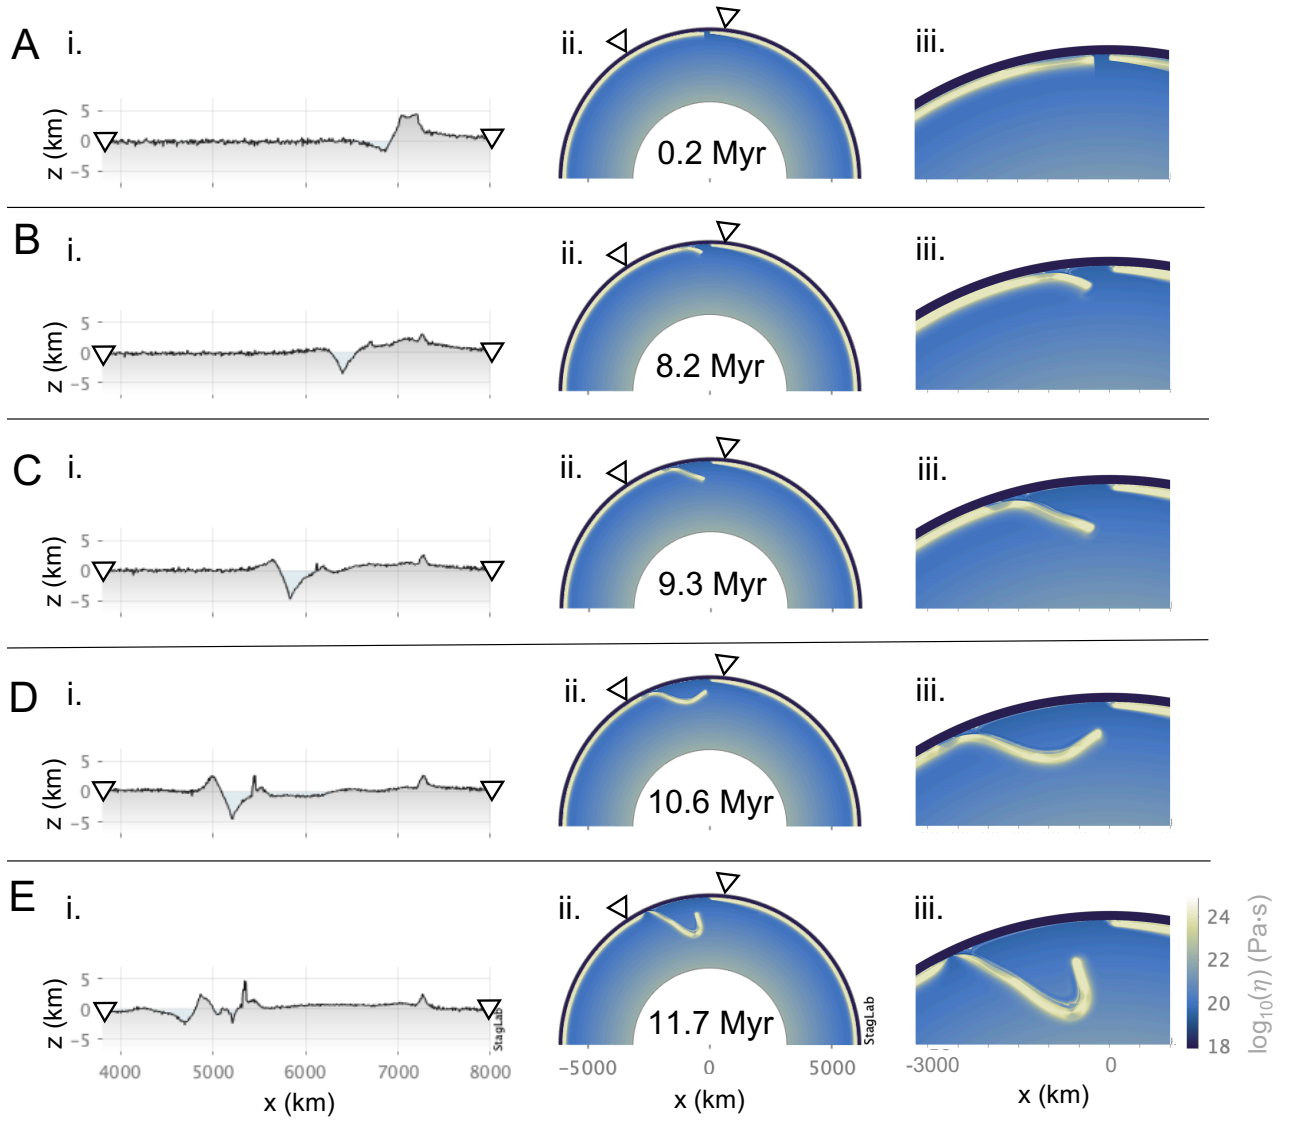 A i. ii. iii.
z (km)
5
0
−5
0.2 Myr
B i. ii. iii.
z (km)
5
0
−5
8.2 Myr
C i. ii. iii.
z (km)
5
0
−5
9.3 Myr
D i. ii. iii.
z (km)
5
0
−5
10.6 Myr
E i. ii. iii.
z (km)
5
0
−5
StagLab
11.7 Myr
StagLab
24
22
20
18
log10(η) (Pa·s)
4000 5000 6000 7000 8000
x (km)
−5000 0 5000
x (km)
−3000 0
x (km)